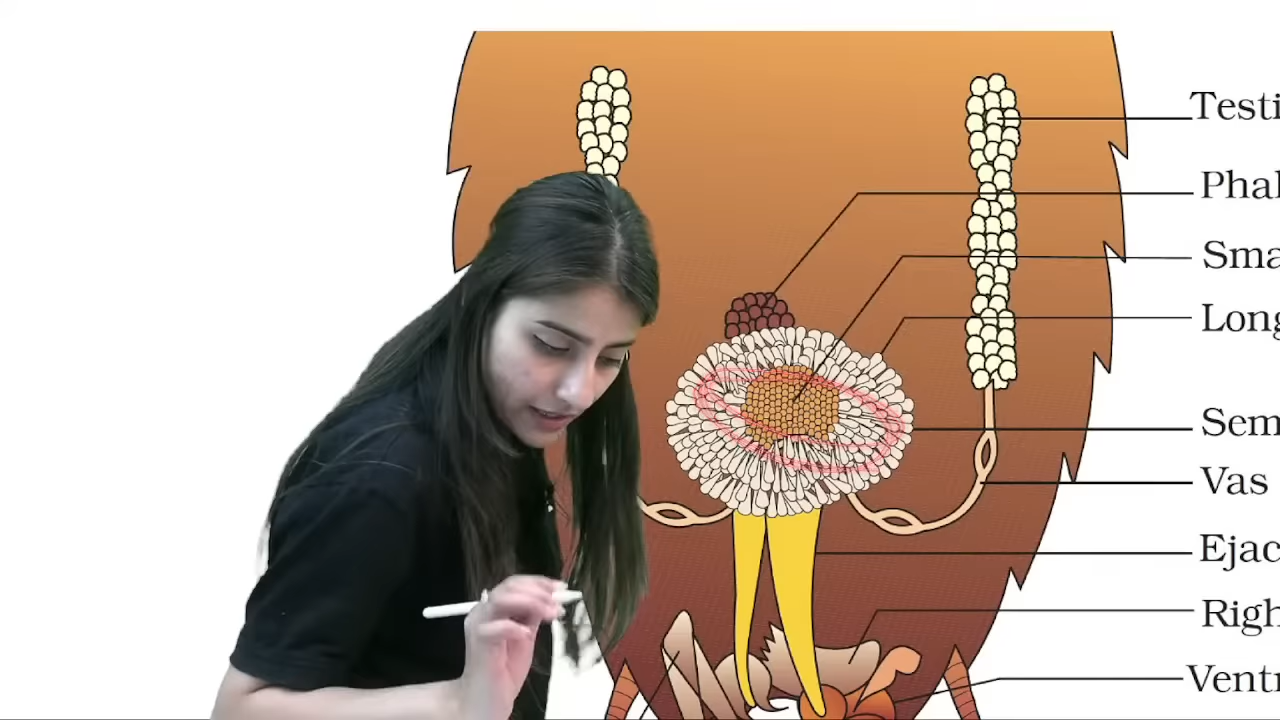 Testi
Phal
Sma
Long
Sem
Vas
Ejac
Righ
Ventr